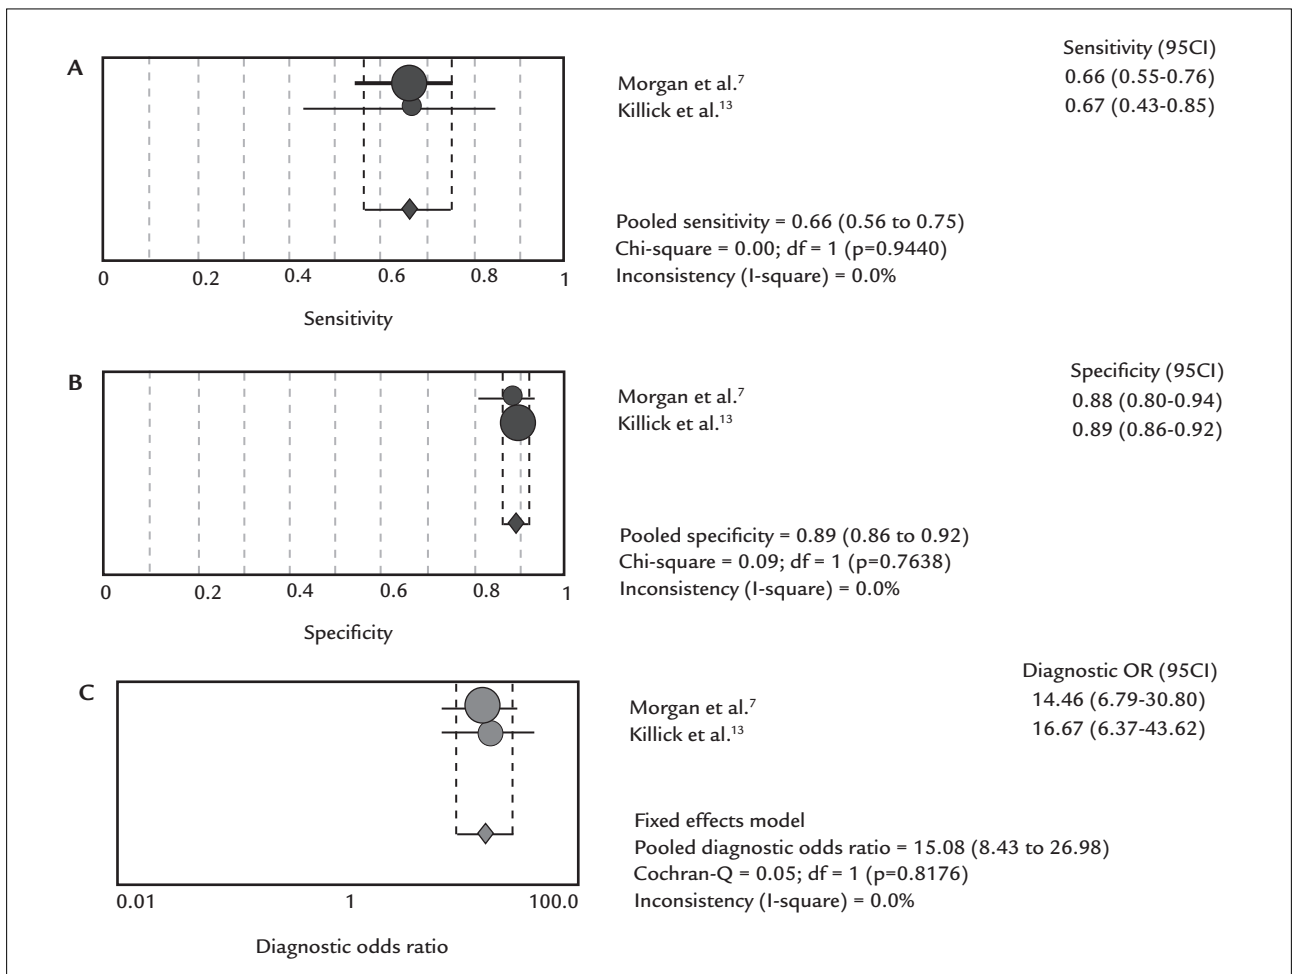 A
Sensitivity (95CI)
Morgan et al.⁷ 0.66 (0.55-0.76)
Killick et al.¹³ 0.67 (0.43-0.85)
Pooled sensitivity = 0.66 (0.56 to 0.75)
Chi-square = 0.00; df = 1 (p=0.9440)
Inconsistency (I-square) = 0.0%
0 0.2 0.4 0.6 0.8 1
Sensitivity
B
Specificity (95CI)
Morgan et al.⁷ 0.88 (0.80-0.94)
Killick et al.¹³ 0.89 (0.86-0.92)
Pooled specificity = 0.89 (0.86 to 0.92)
Chi-square = 0.09; df = 1 (p=0.7638)
Inconsistency (I-square) = 0.0%
0 0.2 0.4 0.6 0.8 1
Specificity
C
Diagnostic OR (95CI)
Morgan et al.⁷ 14.46 (6.79-30.80)
Killick et al.¹³ 16.67 (6.37-43.62)
Fixed effects model
Pooled diagnostic odds ratio = 15.08 (8.43 to 26.98)
Cochran-Q = 0.05; df = 1 (p=0.8176)
Inconsistency (I-square) = 0.0%
0.01 1 100.0
Diagnostic odds ratio